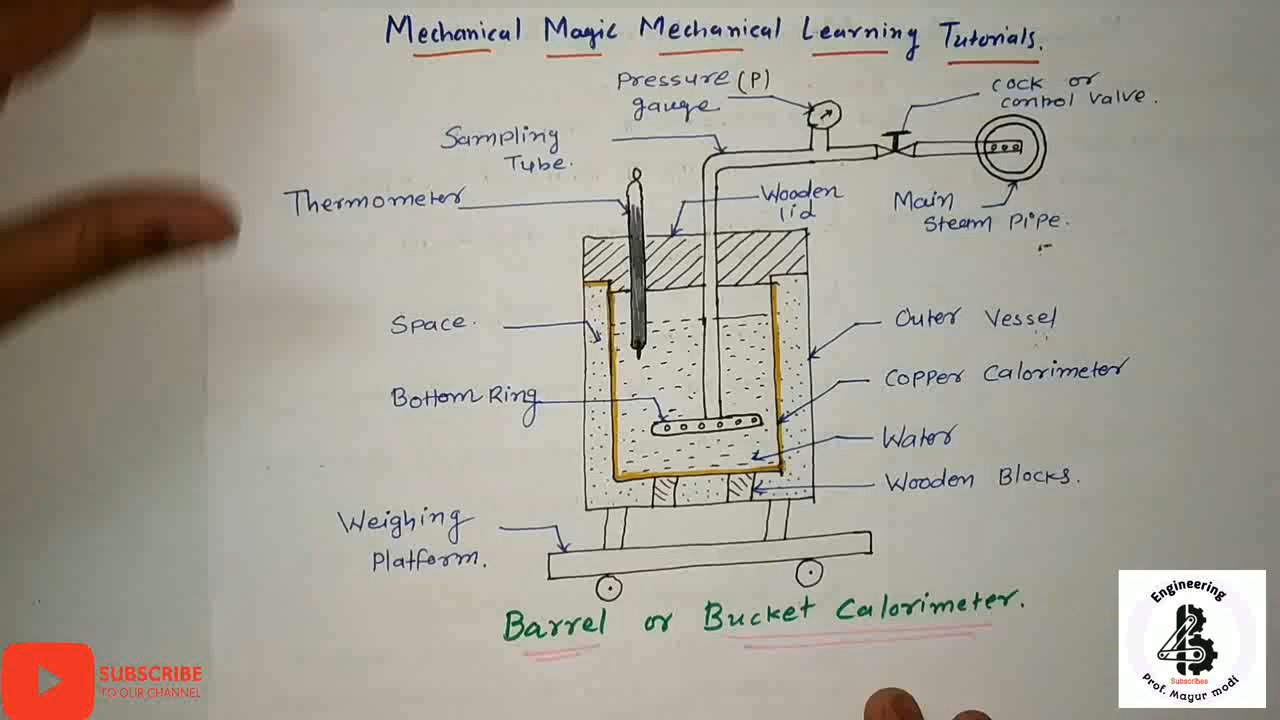 Mechanical Magic Mechanical Learning Tutorials.
Pressure (P)
gauge
cock or
control valve.
Sampling
Tube.
Thermometer
Wooden
lid
Main
Steam Pipe.
Space.
Outer Vessel
Copper Calorimeter
Bottom Ring
Water
Wooden Blocks.
Weighing
Platform.
Barrel or Bucket Calorimeter.
SUBSCRIBE
TO OUR CHANNEL
Engineering
Subscribes
Prof. Mayur modi